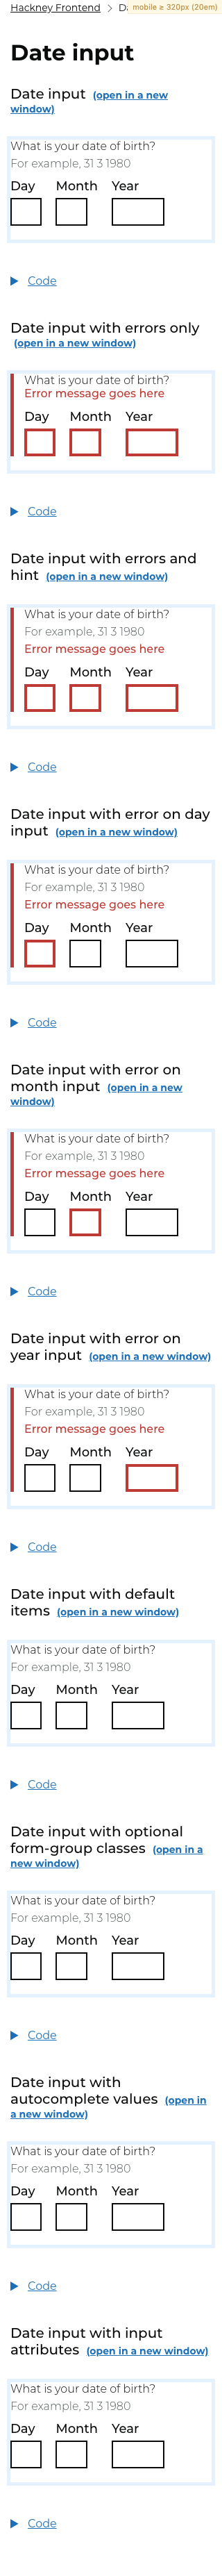 Hackney Frontend > Da
mobile ≥ 320px (20em)
Date input
Date input (open in a new
window)
What is your date of birth?
For example, 31 3 1980
Day Month Year
Code
Date input with errors only
(open in a new window)
What is your date of birth?
Error message goes here
Day Month Year
Code
Date input with errors and
hint (open in a new window)
What is your date of birth?
For example, 31 3 1980
Error message goes here
Day Month Year
Code
Date input with error on day
input (open in a new window)
What is your date of birth?
For example, 31 3 1980
Error message goes here
Day Month Year
Code
Date input with error on
month input (open in a new
window)
What is your date of birth?
For example, 31 3 1980
Error message goes here
Day Month Year
Code
Date input with error on
year input (open in a new window)
What is your date of birth?
For example, 31 3 1980
Error message goes here
Day Month Year
Code
Date input with default
items (open in a new window)
What is your date of birth?
For example, 31 3 1980
Day Month Year
Code
Date input with optional
form-group classes (open in a
new window)
What is your date of birth?
For example, 31 3 1980
Day Month Year
Code
Date input with
autocomplete values (open in
a new window)
What is your date of birth?
For example, 31 3 1980
Day Month Year
Code
Date input with input
attributes (open in a new window)
What is your date of birth?
For example, 31 3 1980
Day Month Year
Code